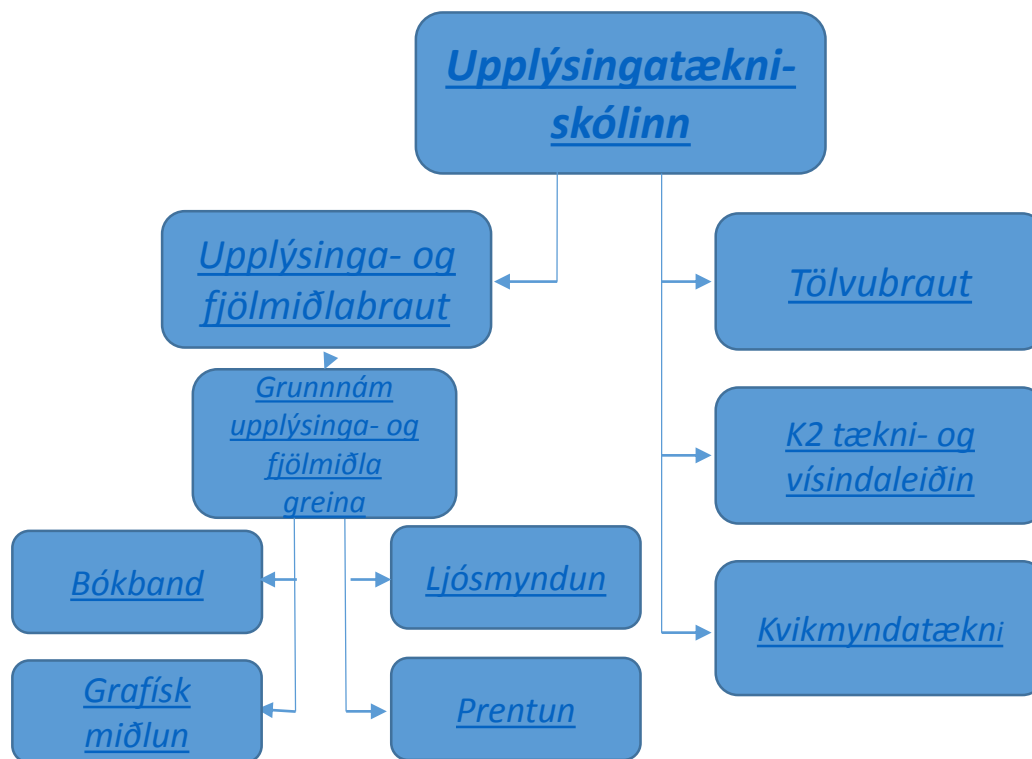 Upplýsingatækni-
skólinn
Upplýsinga- og
fjölmiðlabraut
Tölvubraut
Grunnnám
upplýsinga- og
fjölmiðla
greina
K2 tækni- og
vísindaleiðin
Bókband
Ljósmyndun
Kvikmyndatækni
Grafísk
miðlun
Prentun